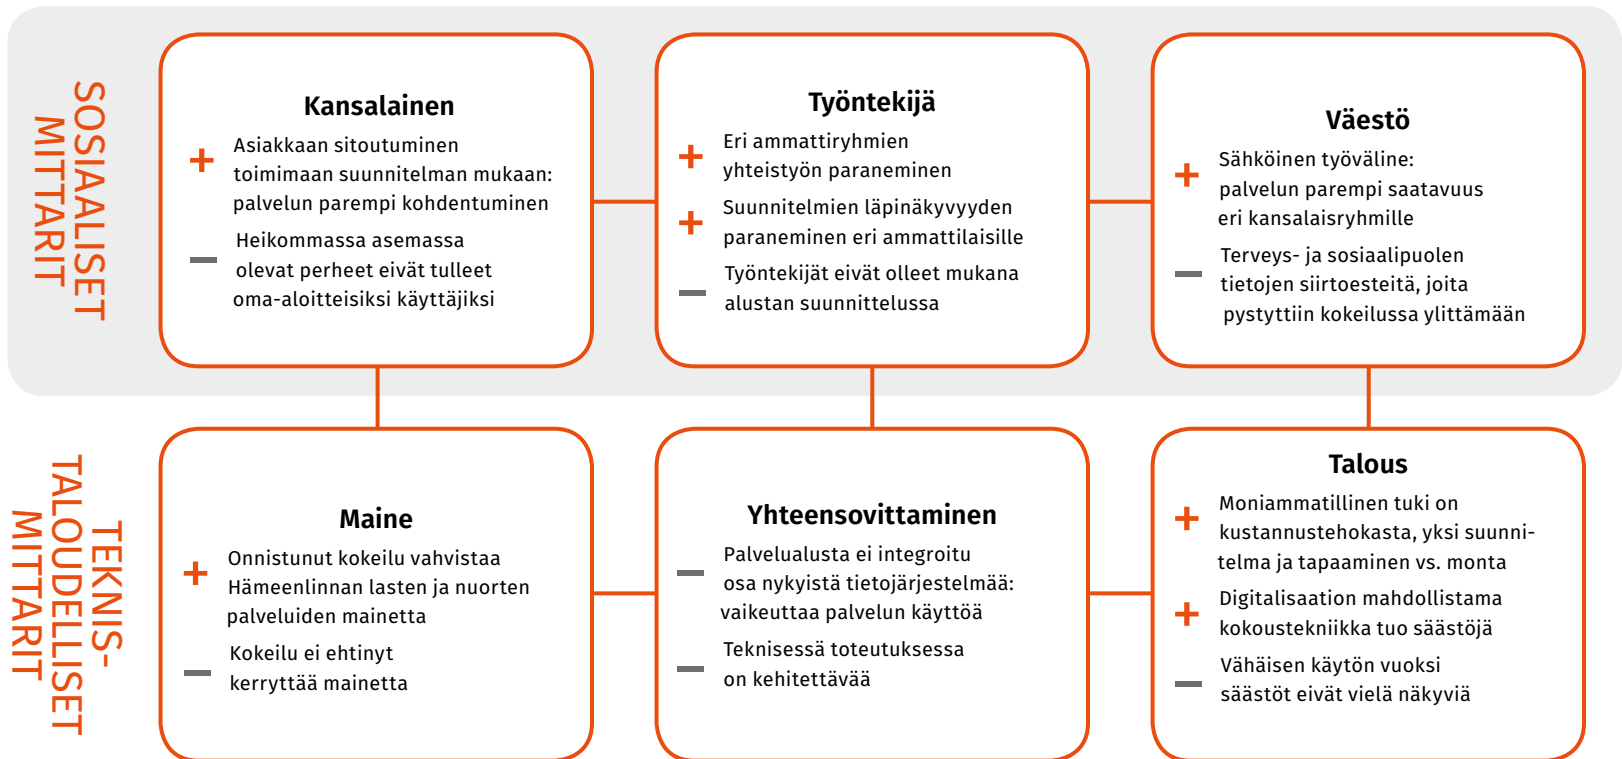 SOSIAALISET
MITTARIT
Kansalainen
+ Asiakkaan sitoutuminen
toimimaan suunnitelman mukaan:
palvelun parempi kohdentuminen
– Heikommassa asemassa
olevat perheet eivät tulleet
oma-aloitteisiksi käyttäjiksi
Työntekijä
+ Eri ammattiryhmien
yhteistyön paraneminen
+ Suunnitelmien läpinäkyvyyden
paraneminen eri ammattilaisille
– Työntekijät eivät olleet mukana
alustan suunnittelussa
Väestö
+ Sähköinen työväline:
palvelun parempi saatavuus
eri kansalaisryhmille
– Terveys- ja sosiaalipuolen
tietojen siirtoesteitä, joita
pystyttiin kokeilussa ylittämään
TEKNIS-
TALOUDELLISET
MITTARIT
Maine
+ Onnistunut kokeilu vahvistaa
Hämeenlinnan lasten ja nuorten
palveluiden mainetta
– Kokeilu ei ehtinyt
kerryttää mainetta
Yhteensovittaminen
– Palvelualusta ei integroitu
osa nykyistä tietojärjestelmää:
vaikeuttaa palvelun käyttöä
– Teknisessä toteutuksessa
on kehitettävää
Talous
+ Moniammatillinen tuki on
kustannustehokasta, yksi suunni-
telma ja tapaaminen vs. monta
+ Digitalisaation mahdollistama
kokoustekniikka tuo säästöjä
– Vähäisen käytön vuoksi
säästöt eivät vielä näkyviä